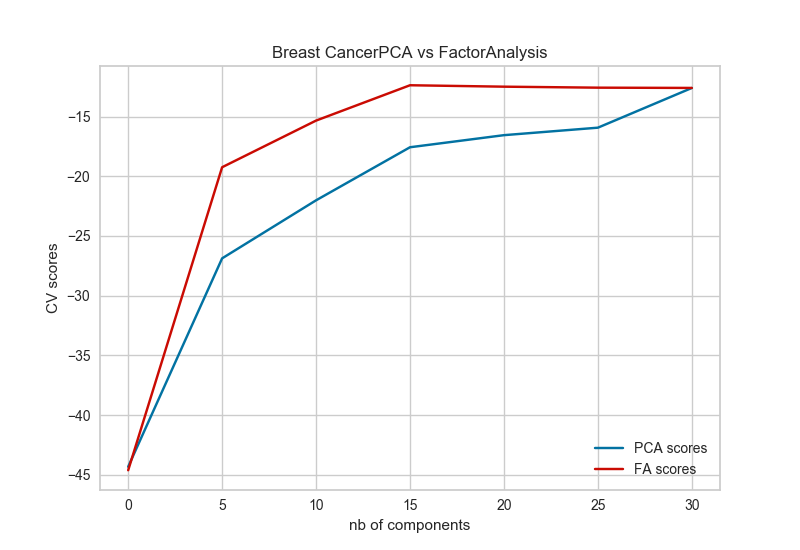 Breast CancerPCA vs FactorAnalysis
CV scores
−15
−20
−25
−30
−35
−40
−45
PCA scores
FA scores
0 5 10 15 20 25 30
nb of components